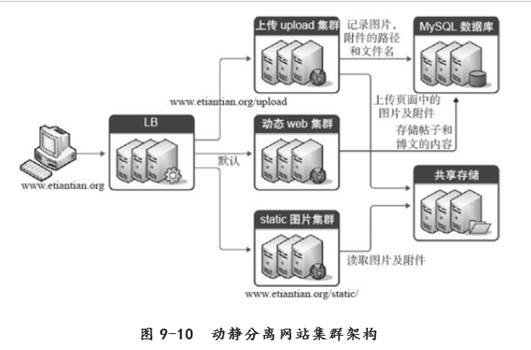 上传 upload 集群
记录图片，
附件的路径
和文件名
MySQL 数据库
www.etiantian.org/upload
LB
动态 web 集群
上传页面中的
图片及附件
存储帖子和
博文的内容
默认
www.etiantian.org
共享存储
static 图片集群
读取图片及附件
www.etiantian.org/static/
图 9-10 动静分离网站集群架构